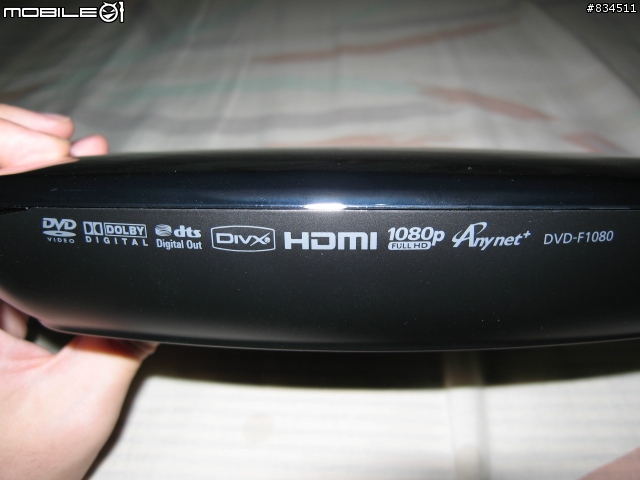 MOBILE01
#834511
DVD VIDEO
DOLBY DIGITAL
dts Digital Out
DIVX
HDMI
1080p FULL HD
Anynet+
DVD-F1080